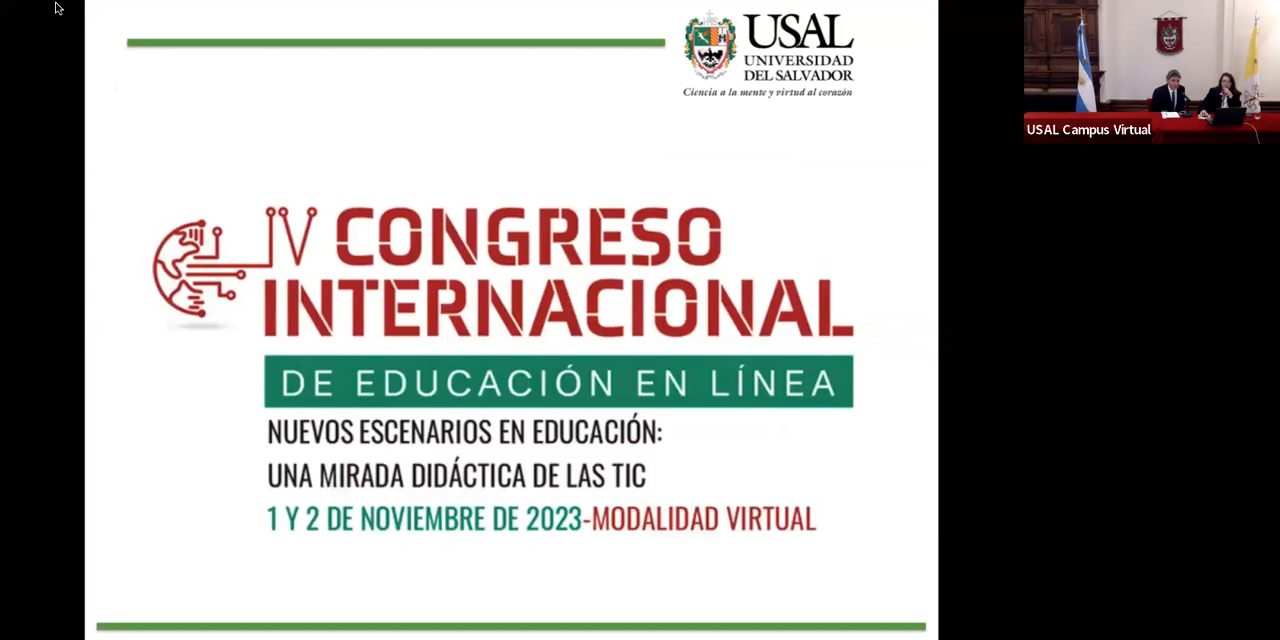 USAL
UNIVERSIDAD
DEL SALVADOR
Ciencia a la mente y virtud al corazón
USAL Campus Virtual
IV CONGRESO
INTERNACIONAL
DE EDUCACIÓN EN LÍNEA
NUEVOS ESCENARIOS EN EDUCACIÓN:
UNA MIRADA DIDÁCTICA DE LAS TIC
1 Y 2 DE NOVIEMBRE DE 2023-MODALIDAD VIRTUAL